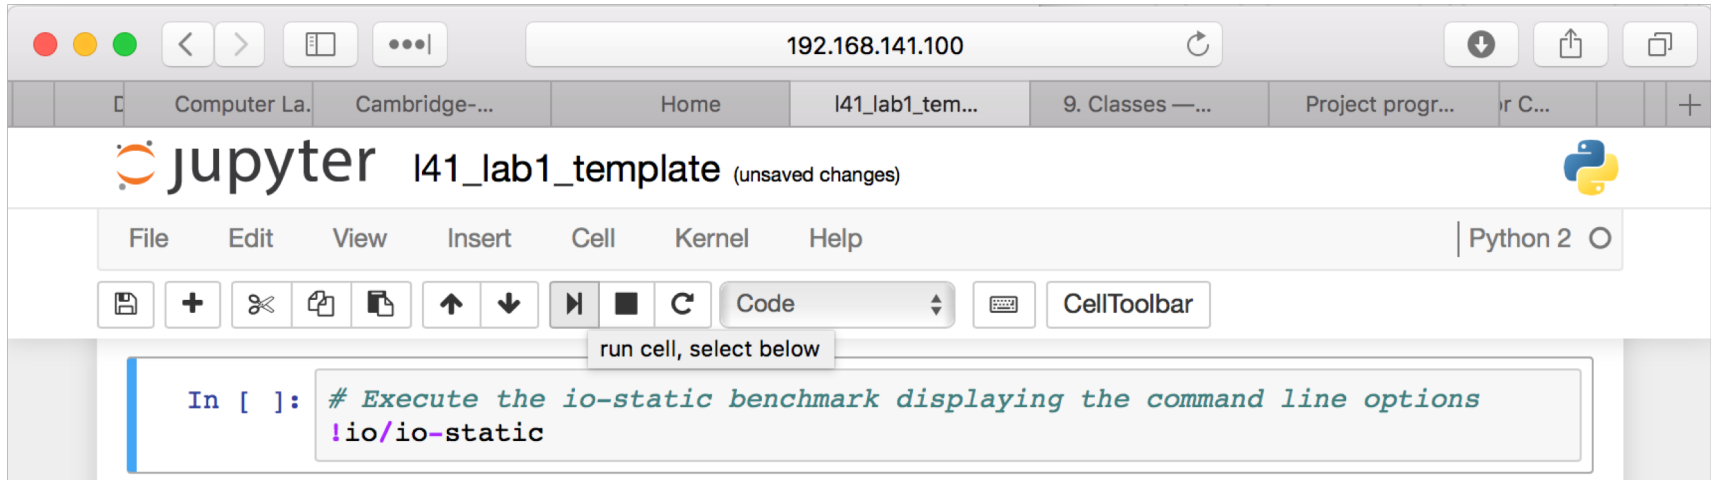 192.168.141.100
Computer La. Cambridge-... Home l41_lab1_tem... 9. Classes —... Project progr... or C...
jupyter l41_lab1_template (unsaved changes)
File Edit View Insert Cell Kernel Help Python 2
Code CellToolbar
run cell, select below
In [ ]: # Execute the io-static benchmark displaying the command line options
!io/io-static